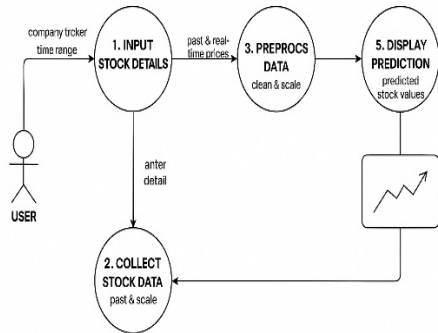 company trcker
time range
1. INPUT
STOCK DETAILS
past & real-
time prices
3. PREPROCS
DATA
clean & scale
5. DISPLAY
PREDICTION
predicted
stock values
anter
detail
USER
2. COLLECT
STOCK DATA
past & scale